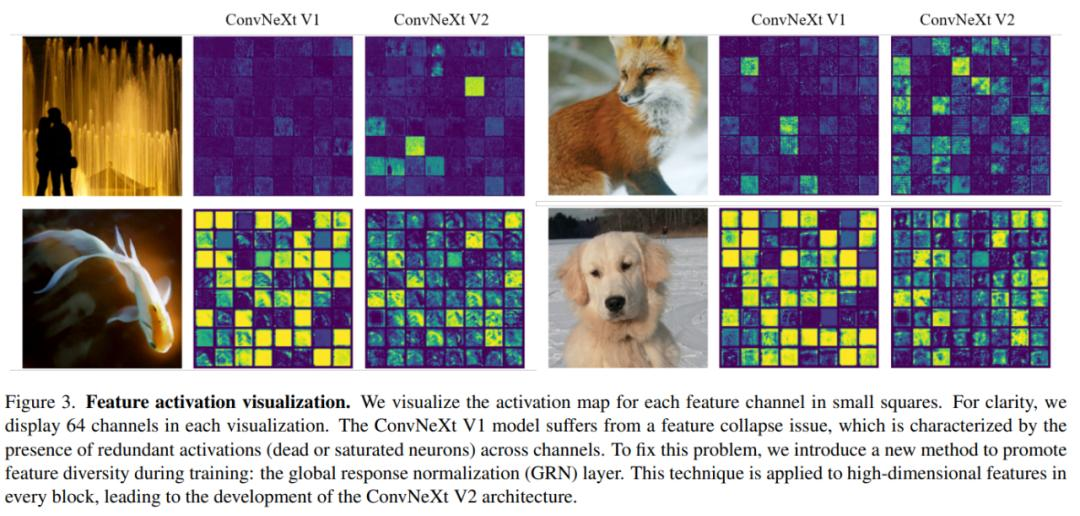 ConvNeXt V1 ConvNeXt V2 ConvNeXt V1 ConvNeXt V2
Figure 3. Feature activation visualization. We visualize the activation map for each feature channel in small squares. For clarity, we
display 64 channels in each visualization. The ConvNeXt V1 model suffers from a feature collapse issue, which is characterized by the
presence of redundant activations (dead or saturated neurons) across channels. To fix this problem, we introduce a new method to promote
feature diversity during training: the global response normalization (GRN) layer. This technique is applied to high-dimensional features in
every block, leading to the development of the ConvNeXt V2 architecture.